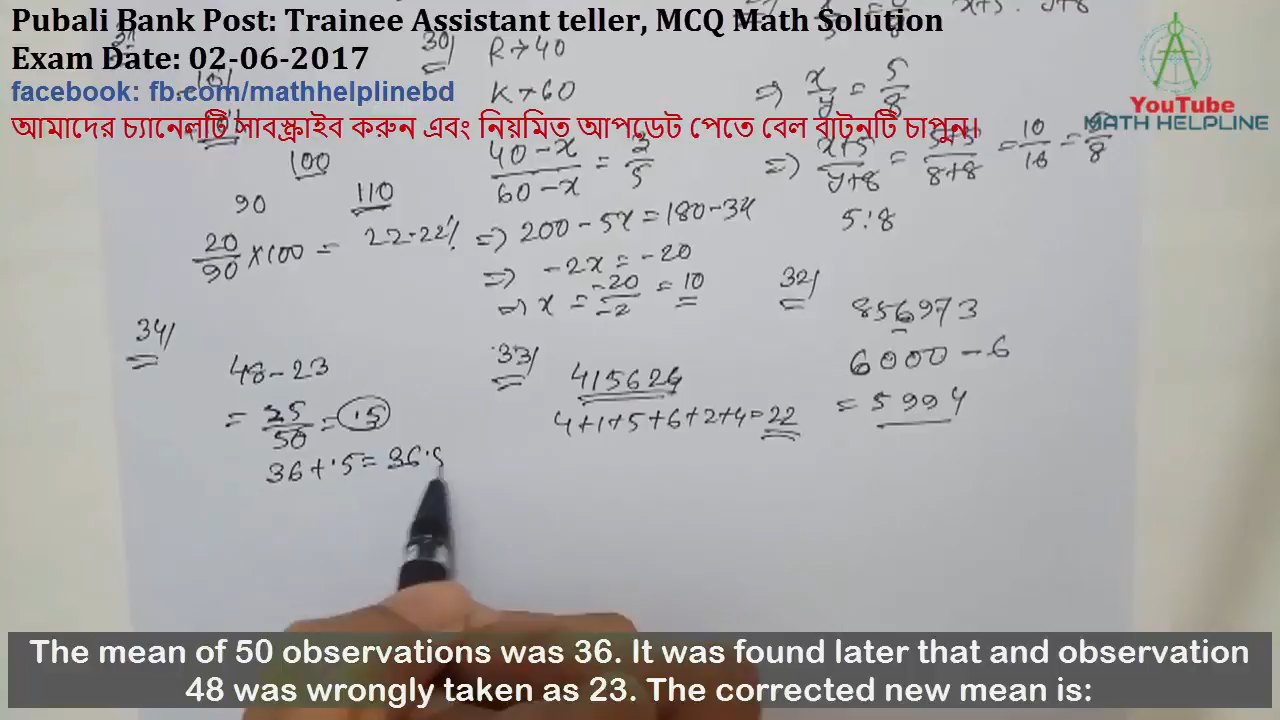 Pubali Bank Post: Trainee Assistant teller, MCQ Math Solution
Exam Date: 02-06-2017
facebook: fb.com/mathhelplinebd
আমাদের চ্যানেলটি সাবস্ক্রাইব করুন এবং নিয়মিত আপডেট পেতে বেল বাটনটি চাপুন।
YouTube
MATH HELPLINE
100
90 110
20/90 × 100 = 22.22%
30/ R → 40
K → 60
40-x/60-x = 3/5
=) 200 - 5x = 180 - 3x
=) -2x = -20
=) x = -20/-2 = 10
=) x/y = 5/8
=) x+5/y+8 = 5+5/8+8 = 10/16 = 5/8
5:8
32/
856973
6000 - 6
= 5994
33/
415624
4+1+5+6+2+4=22
34/
48-23
= 25/50 = .5
36+.5=36.5
The mean of 50 observations was 36. It was found later that and observation
48 was wrongly taken as 23. The corrected new mean is: